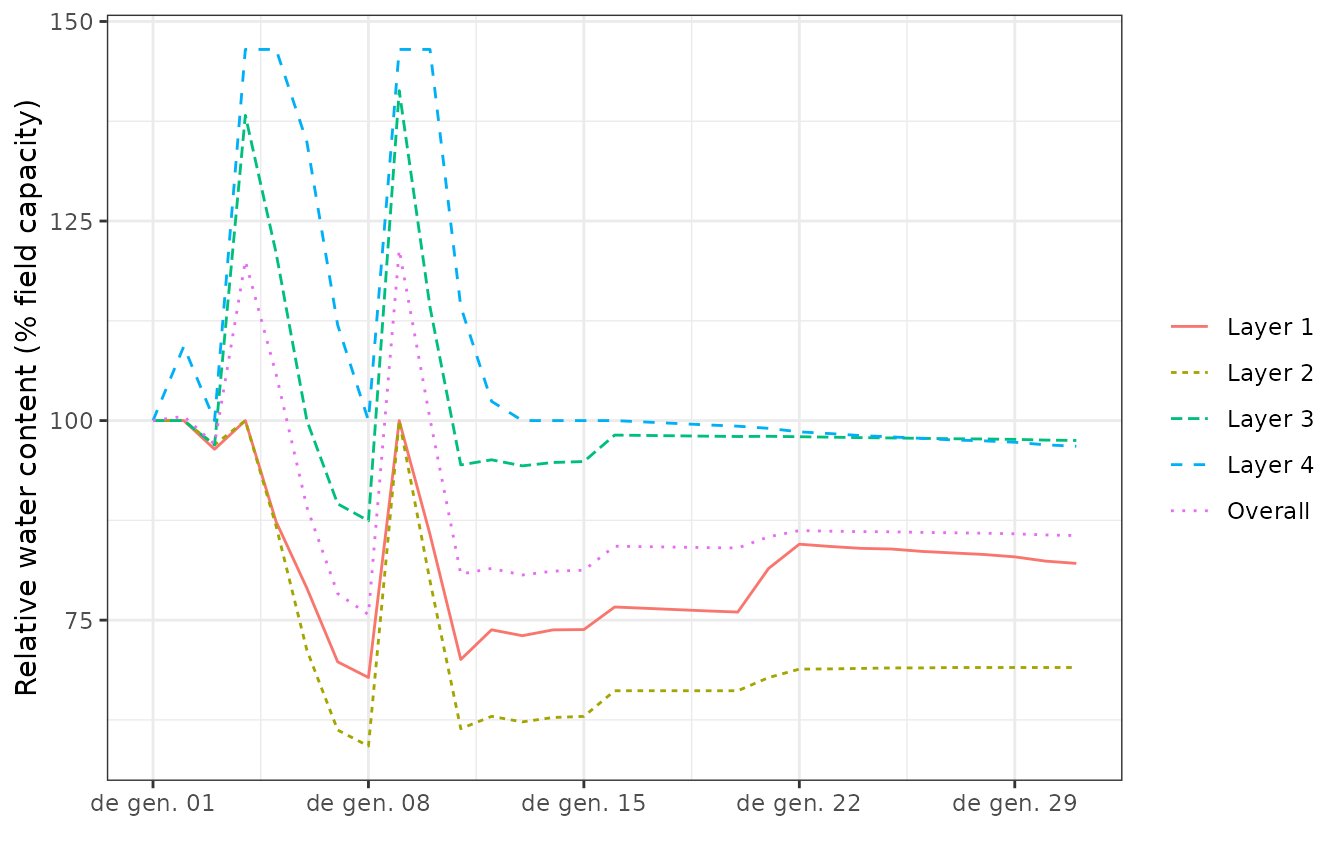 150
125
100
75
Relative water content (% field capacity)
de gen. 01
de gen. 08
de gen. 15
de gen. 22
de gen. 29
Layer 1
Layer 2
Layer 3
Layer 4
Overall